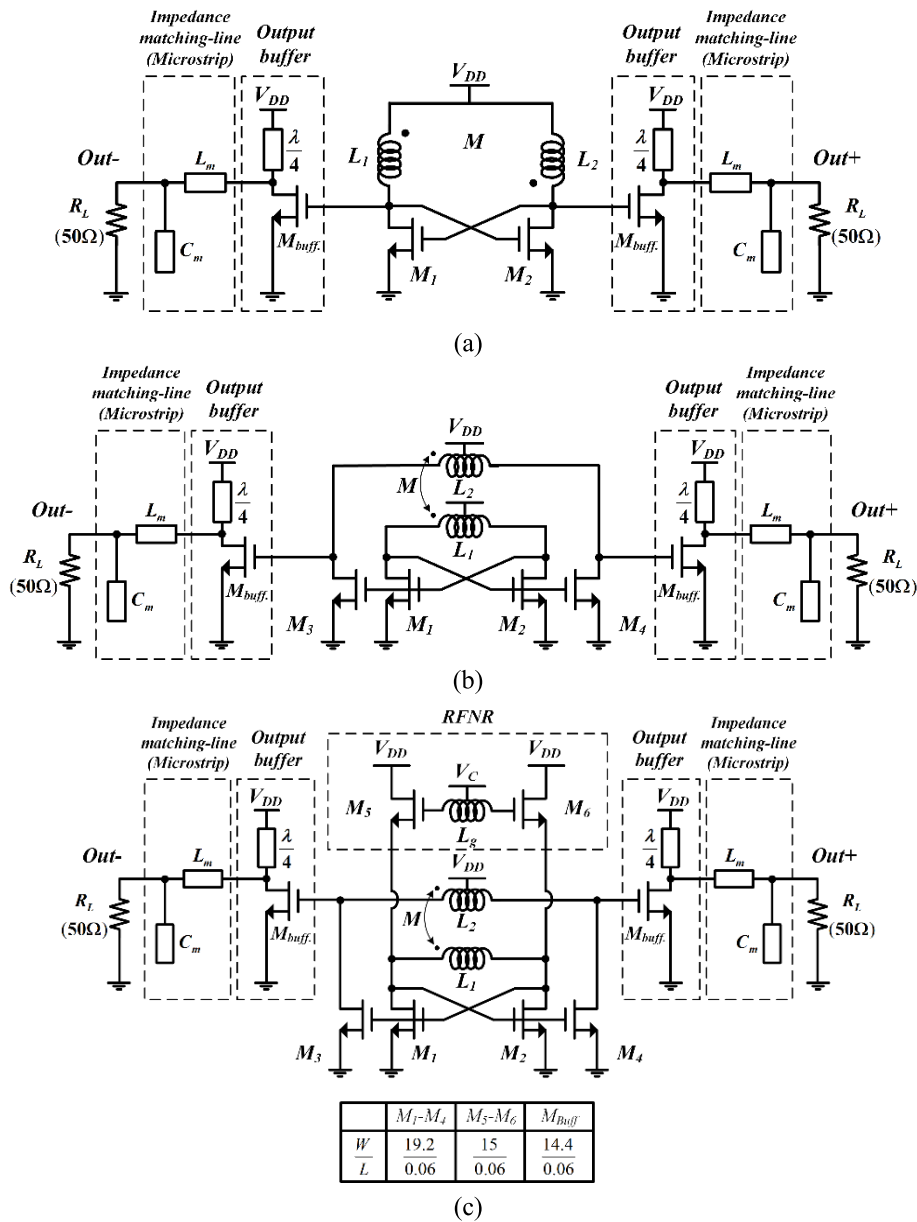 Impedance
matching-line
(Microstrip)
Output
buffer
V_DD
V_DD
Output
buffer
V_DD
Impedance
matching-line
(Microstrip)
Out-
L_m
λ/4
L_1
M
L_2
λ/4
L_m
Out+
R_L
(50Ω)
C_m
M_buff.
M_1
M_2
M_buff.
C_m
R_L
(50Ω)
(a)
Impedance
matching-line
(Microstrip)
Output
buffer
V_DD
V_DD
Output
buffer
V_DD
Impedance
matching-line
(Microstrip)
Out-
L_m
λ/4
M
L_2
L_1
λ/4
L_m
Out+
R_L
(50Ω)
C_m
M_buff.
M_3
M_1
M_2
M_4
M_buff.
C_m
R_L
(50Ω)
(b)
RFNR
Impedance
matching-line
(Microstrip)
Output
buffer
V_DD
V_DD
V_C
V_DD
M_5
L_g
M_6
Output
buffer
V_DD
Impedance
matching-line
(Microstrip)
Out-
L_m
λ/4
V_DD
M
L_2
L_1
λ/4
L_m
Out+
R_L
(50Ω)
C_m
M_buff.
M_3
M_1
M_2
M_4
M_buff.
C_m
R_L
(50Ω)
M_1-M_4 M_5-M_6 M_Buff
W/L 19.2/0.06 15/0.06 14.4/0.06
(c)